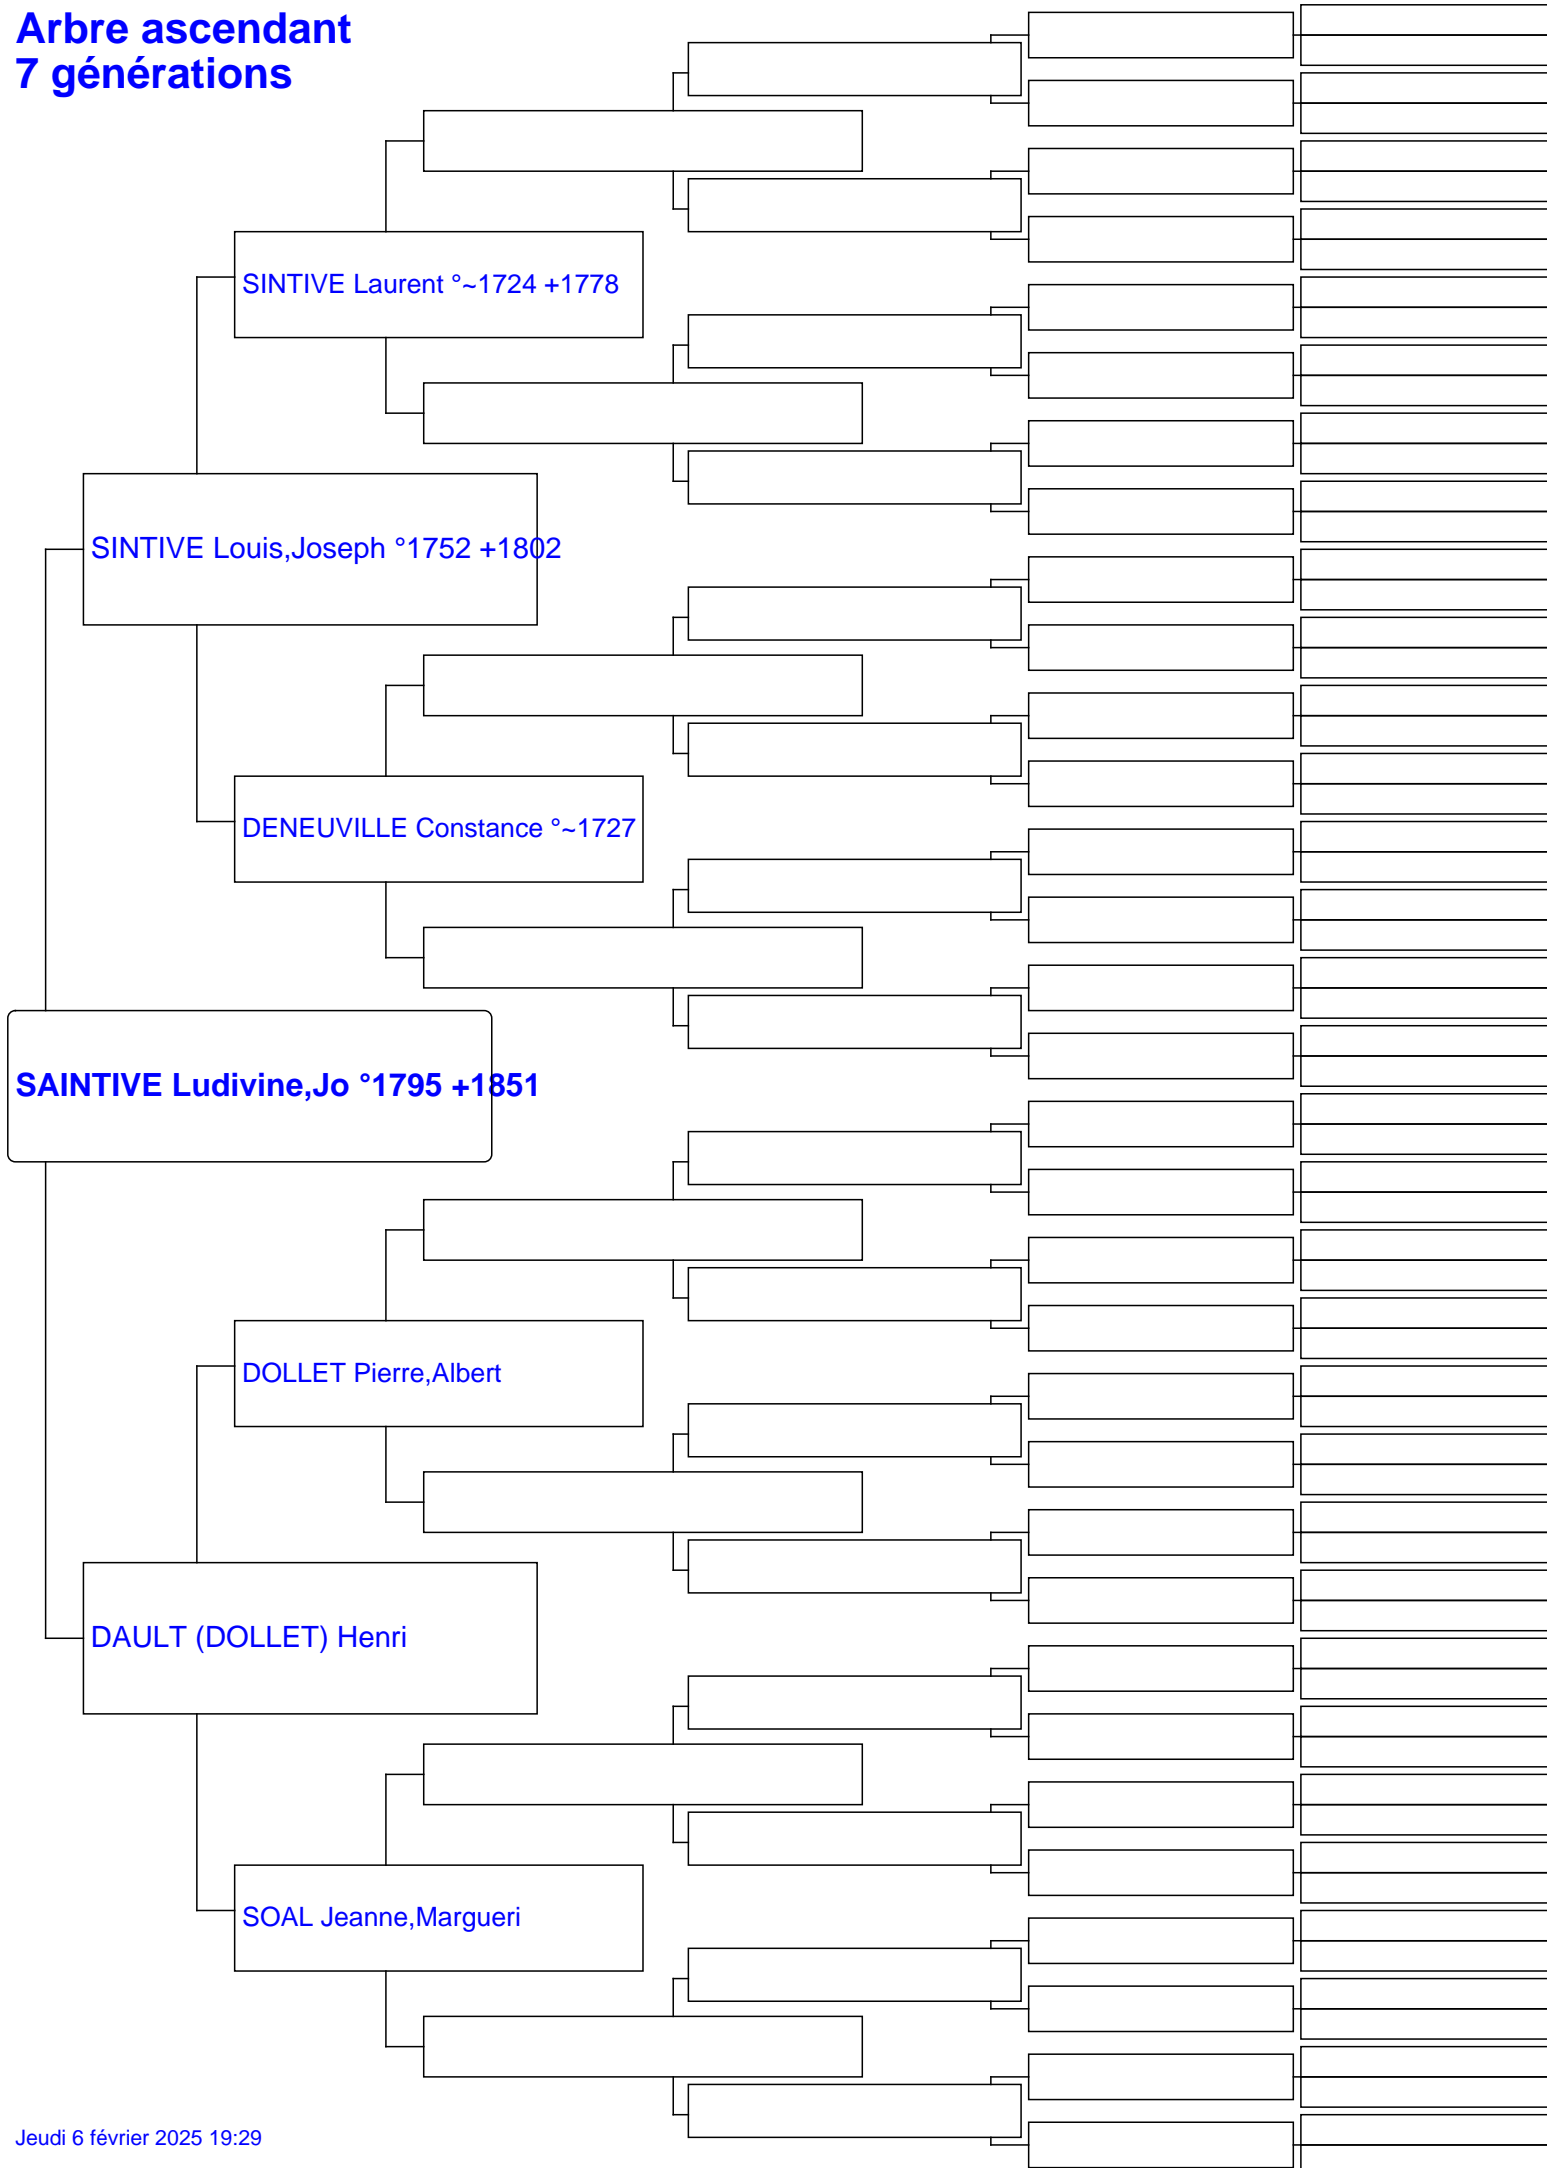 Arbre ascendant
7 générations
SINTIVE Laurent °~1724 +1778
SINTIVE Louis,Joseph °1752 +1802
DENEUVILLE Constance °~1727
SAINTIVE Ludivine,Jo °1795 +1851
DOLLET Pierre,Albert
DAULT (DOLLET) Henri
SOAL Jeanne,Margueri
Jeudi 6 février 2025 19:29